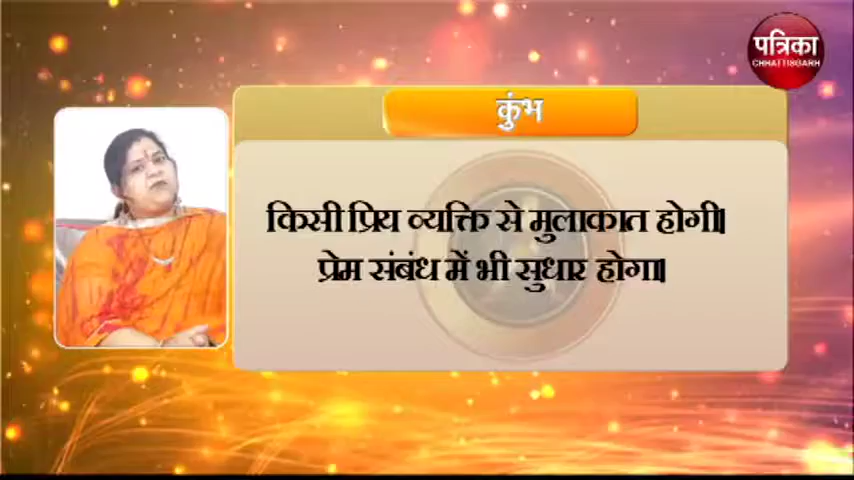 पत्रिका
CHHATTISGARH
कुंभ
किसी प्रिय व्यक्ति से मुलाकात होगी।
प्रेम संबंध में भी सुधार होगा।